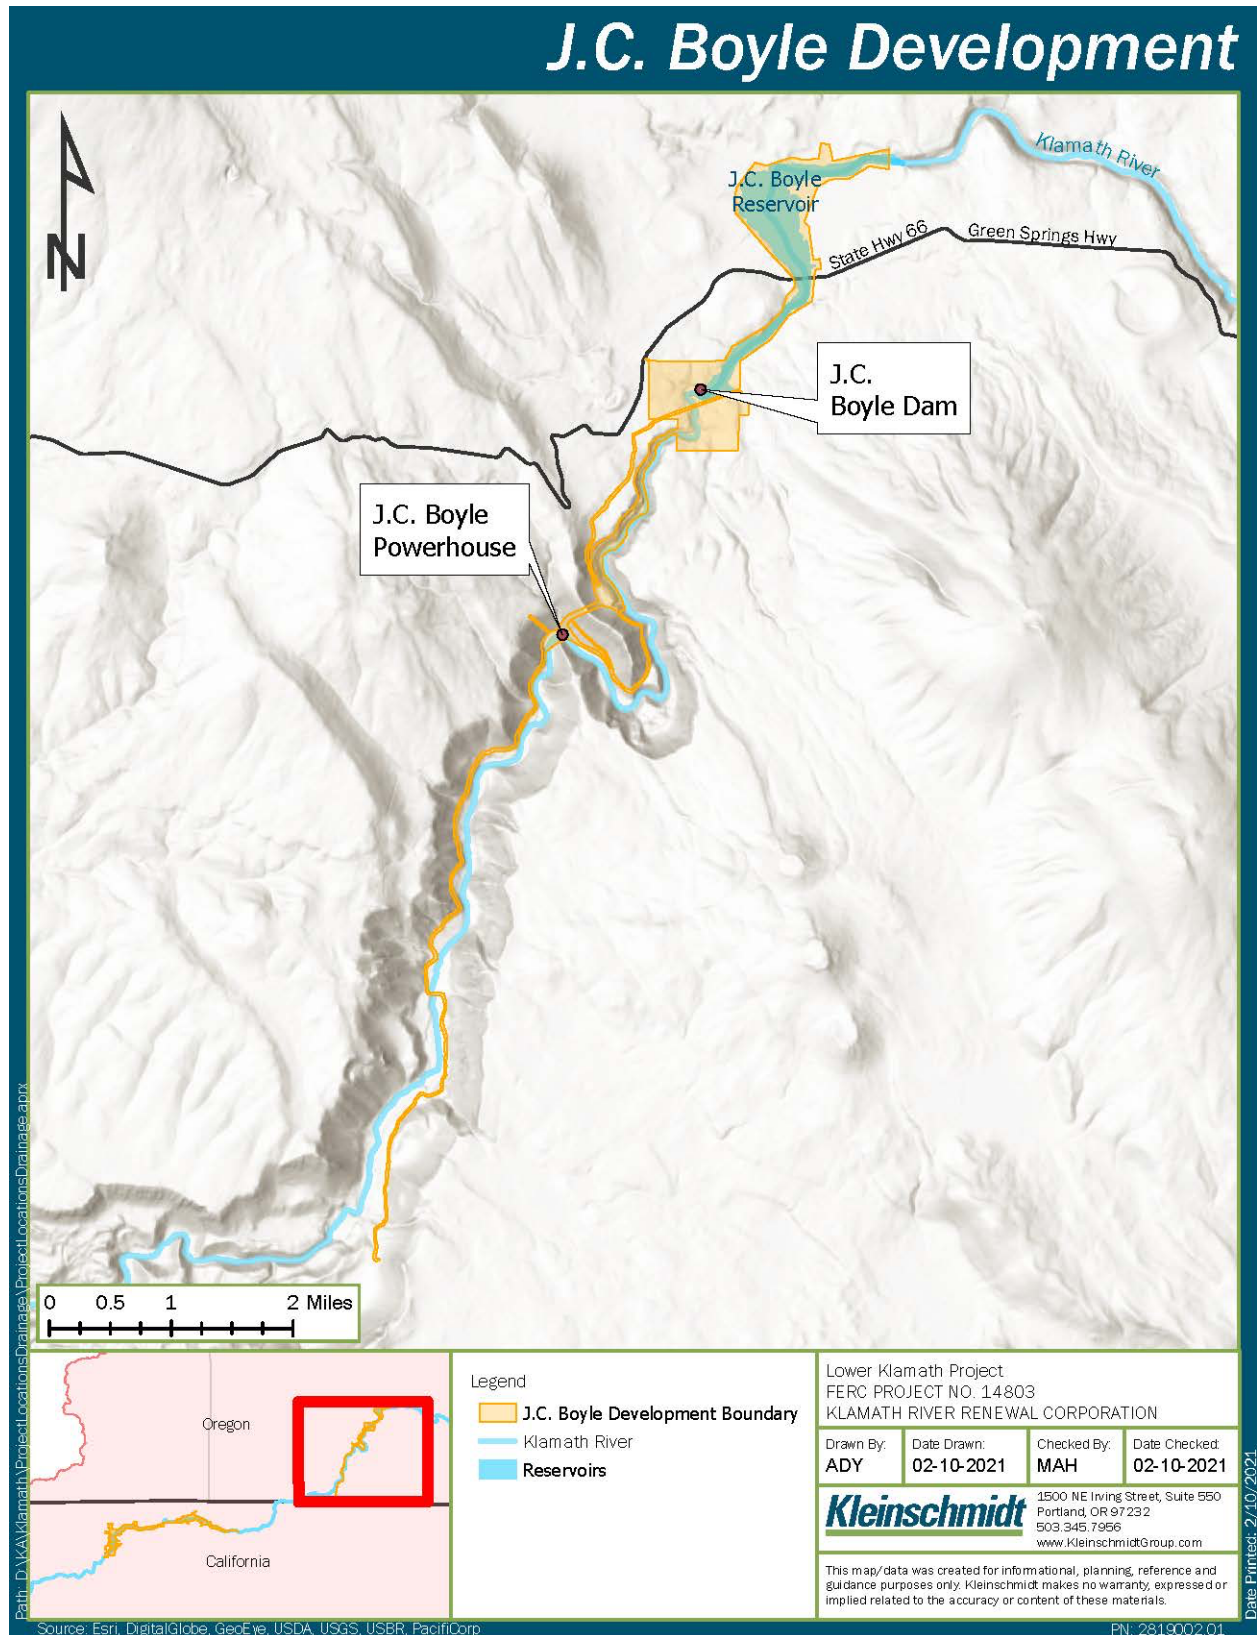 J.C. Boyle Development
N
Klamath River
J.C. Boyle
Reservoir
State Hwy 66
Green Springs Hwy
J.C.
Boyle Dam
J.C. Boyle
Powerhouse
0 0.5 1 2 Miles
Oregon
California
Legend
J.C. Boyle Development Boundary
Klamath River
Reservoirs
Lower Klamath Project
FERC PROJECT NO. 14803
KLAMATH RIVER RENEWAL CORPORATION
Drawn By:
ADY
Date Drawn:
02-10-2021
Checked By:
MAH
Date Checked:
02-10-2021
Kleinschmidt
1500 NE Irving Street, Suite 550
Portland, OR 97232
503.345.7956
www.KleinschmidtGroup.com
This map/data was created for informational, planning, reference and
guidance purposes only. Kleinschmidt makes no warranty, expressed or
implied related to the accuracy or content of these materials.
Path: D:\KA\Klamath\ProjectLocationsDrainage\ProjectLocationsDrainage.aprx
Date Printed: 2/10/2021
Source: Esri, DigitalGlobe, GeoEye, USDA, USGS, USBR, PacifiCorp
PN: 2819002.01